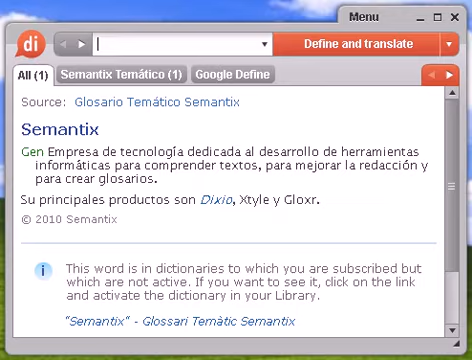 Menu
di
Define and translate
All (1)
Semantix Temático (1)
Google Define
Source: Glosario Temático Semantix
Semantix
Gen Empresa de tecnología dedicada al desarrollo de herramientas
informáticas para comprender textos, para mejorar la redacción y
para crear glosarios.
Su principales productos son Dixio, Xtyle y Gloxr.
© 2010 Semantix
i
This word is in dictionaries to which you are subscribed but
which are not active. If you want to see it, click on the link
and activate the dictionary in your Library.
"Semantix" - Glossari Temàtic Semantix